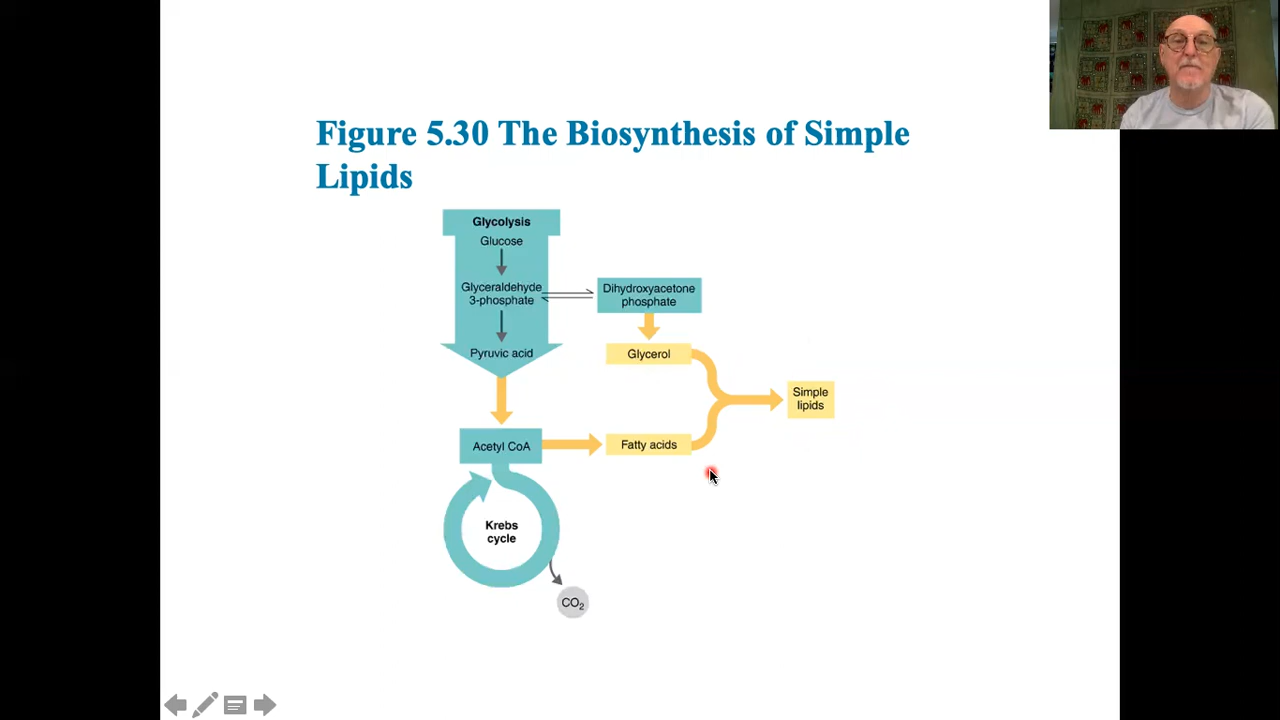 Figure 5.30 The Biosynthesis of Simple
Lipids
Glycolysis
Glucose
Glyceraldehyde
3-phosphate
Dihydroxyacetone
phosphate
Pyruvic acid
Glycerol
Simple
lipids
Acetyl CoA
Fatty acids
Krebs
cycle
CO₂